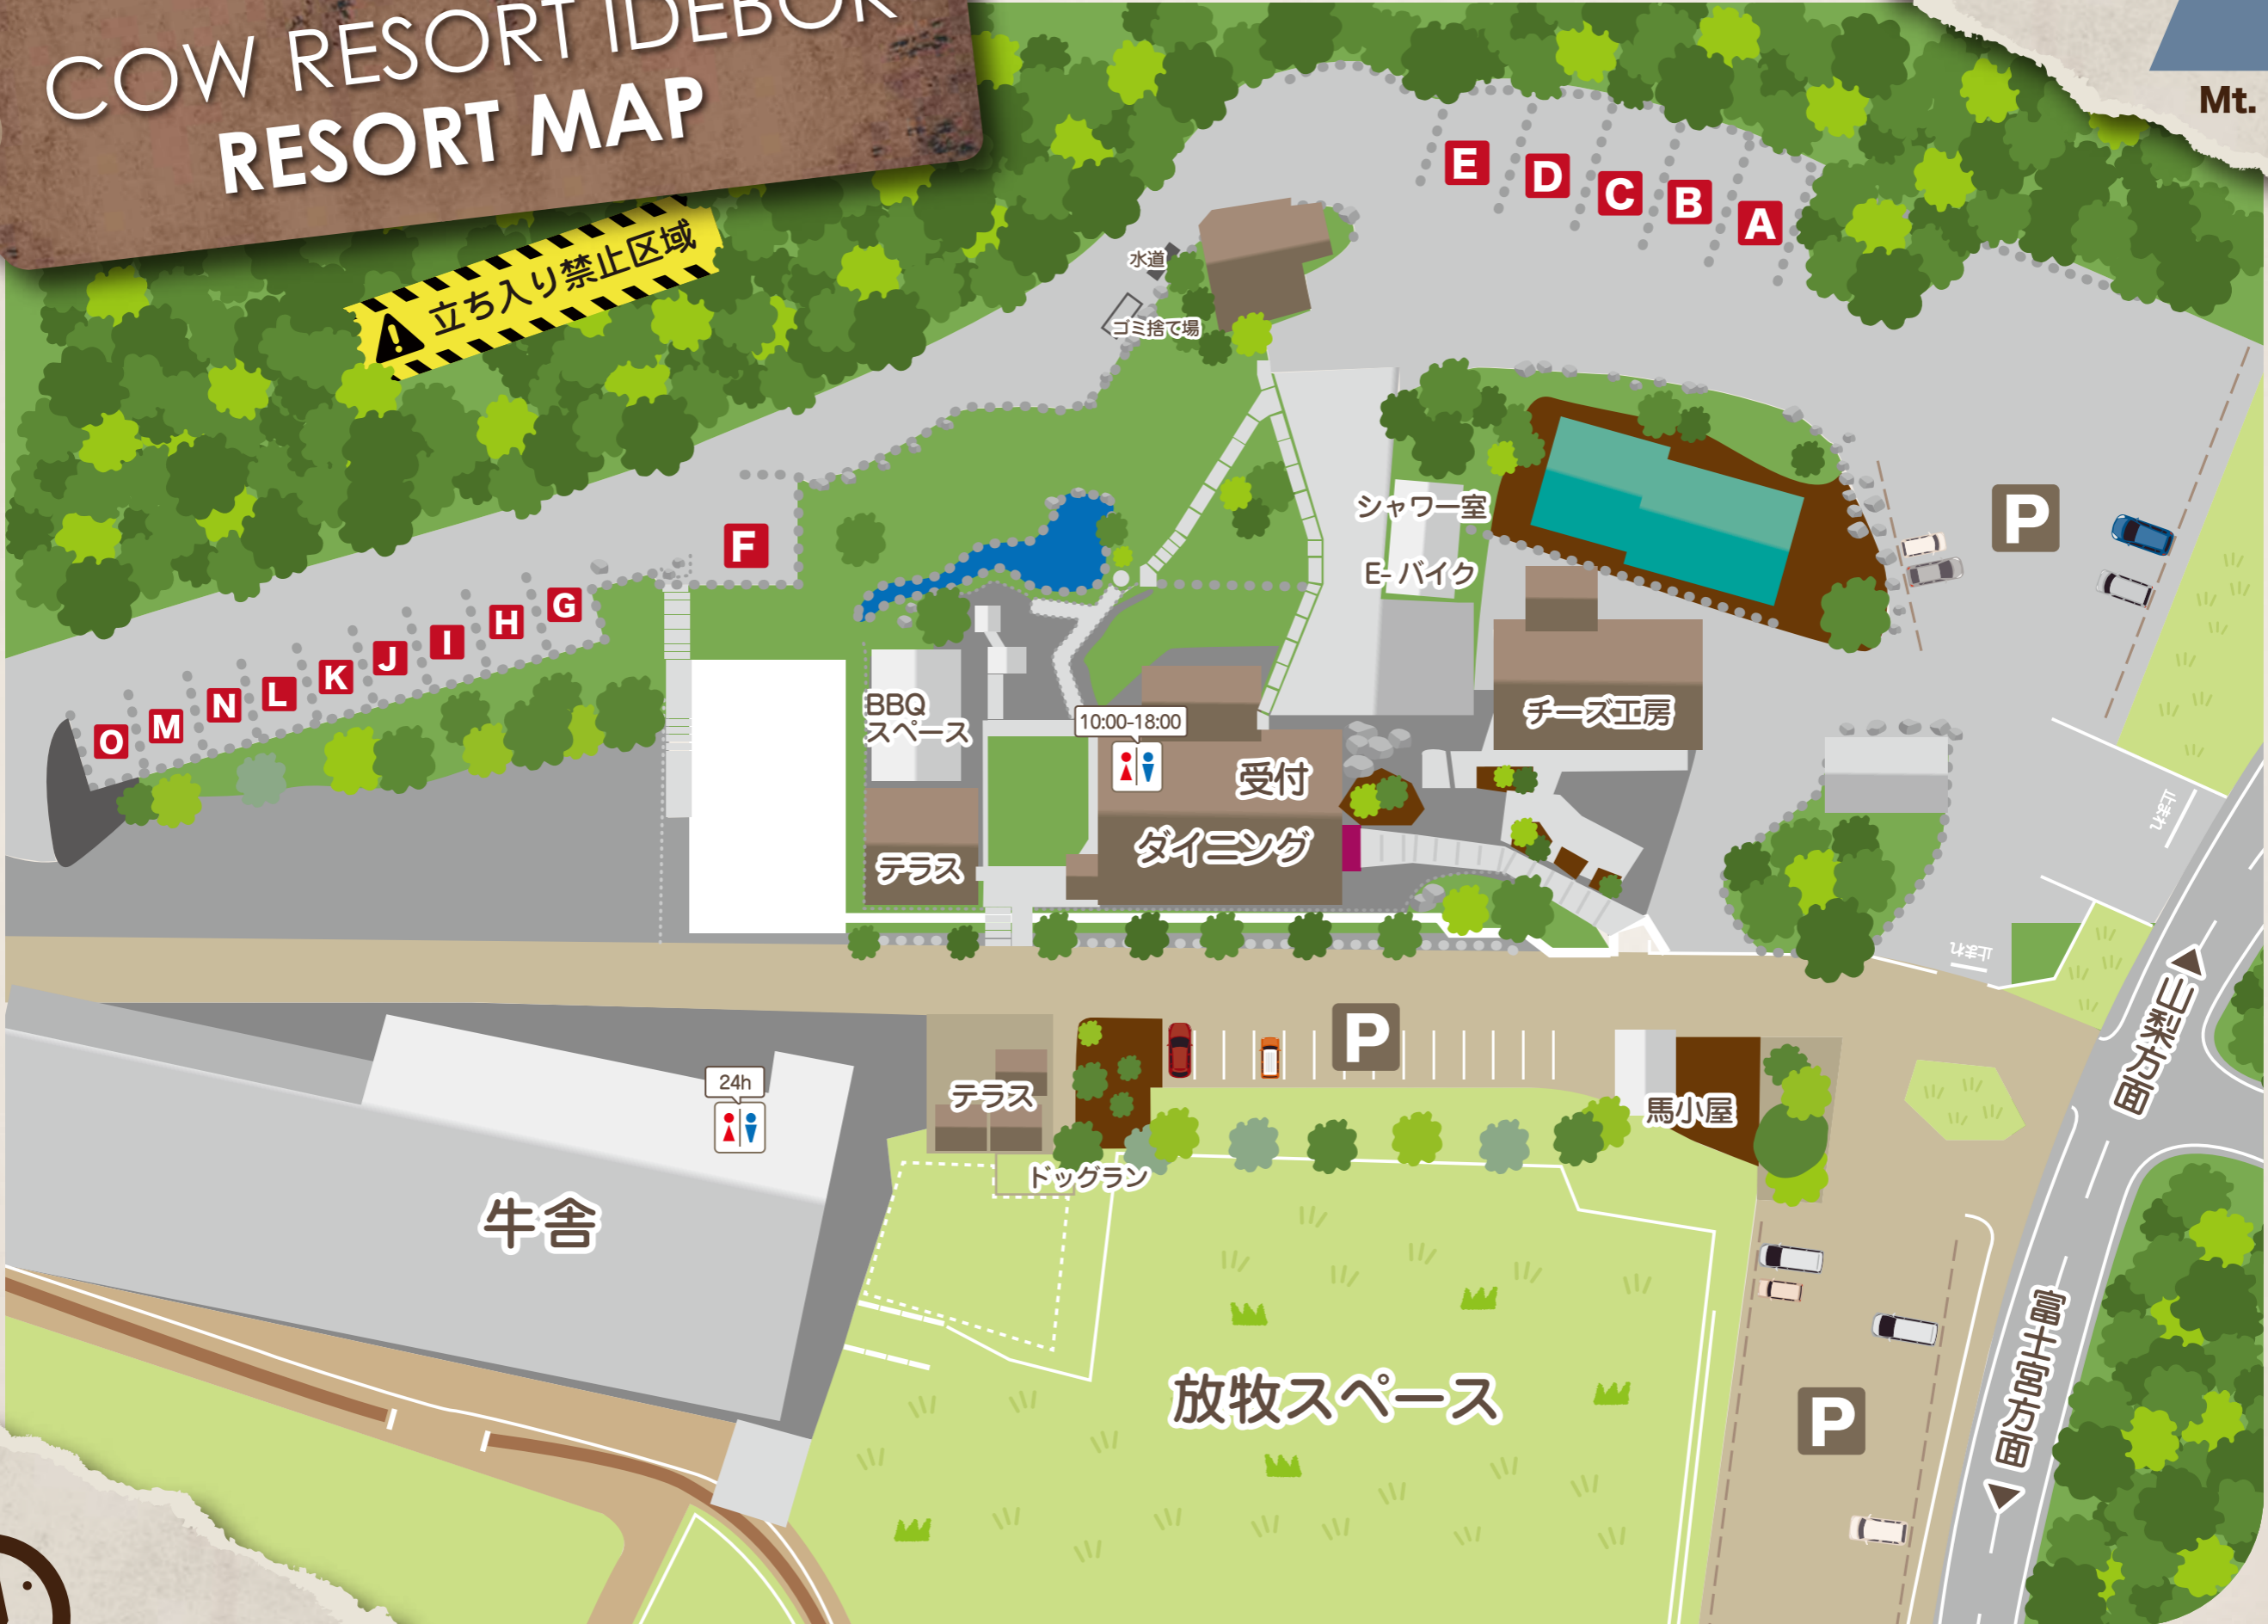 COW RESORT IDEBOK
RESORT MAP
Mt.
立ち入り禁止区域
水道
ゴミ捨て場
E
D
C
B
A
シャワー室
E-バイク
P
F
G
H
I
J
K
L
N
M
O
BBQ
スペース
テラス
10:00-18:00
受付
ダイニング
チーズ工房
止まれ
止まれ
山梨方面
富士宮方面
P
24h
テラス
ドッグラン
馬小屋
牛舎
放牧スペース
P